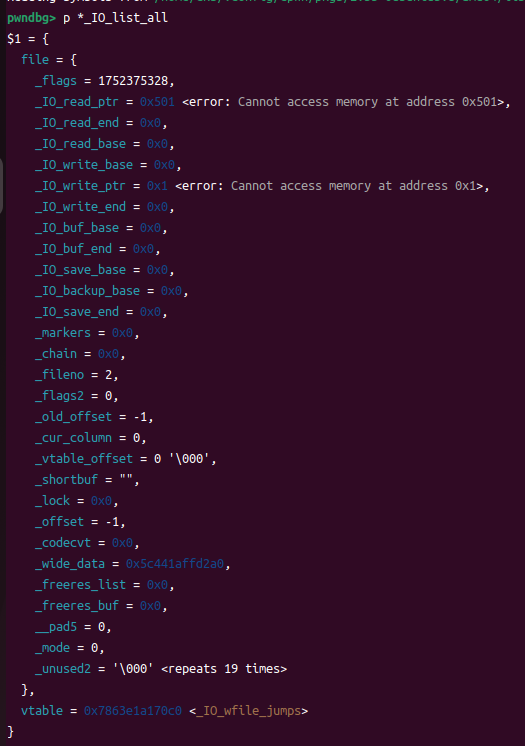 pwndbg> p *_IO_list_all
$1 = {
  file = {
    _flags = 1752375328,
    _IO_read_ptr = 0x501 <error: Cannot access memory at address 0x501>,
    _IO_read_end = 0x0,
    _IO_read_base = 0x0,
    _IO_write_base = 0x0,
    _IO_write_ptr = 0x1 <error: Cannot access memory at address 0x1>,
    _IO_write_end = 0x0,
    _IO_buf_base = 0x0,
    _IO_buf_end = 0x0,
    _IO_save_base = 0x0,
    _IO_backup_base = 0x0,
    _IO_save_end = 0x0,
    _markers = 0x0,
    _chain = 0x0,
    _fileno = 2,
    _flags2 = 0,
    _old_offset = -1,
    _cur_column = 0,
    _vtable_offset = 0 '\000',
    _shortbuf = "",
    _lock = 0x0,
    _offset = -1,
    _codecvt = 0x0,
    _wide_data = 0x5c441affd2a0,
    _freeres_list = 0x0,
    _freeres_buf = 0x0,
    __pad5 = 0,
    _mode = 0,
    _unused2 = '\000' <repeats 19 times>
  },
  vtable = 0x7863e1a170c0 <_IO_wfile_jumps>
}